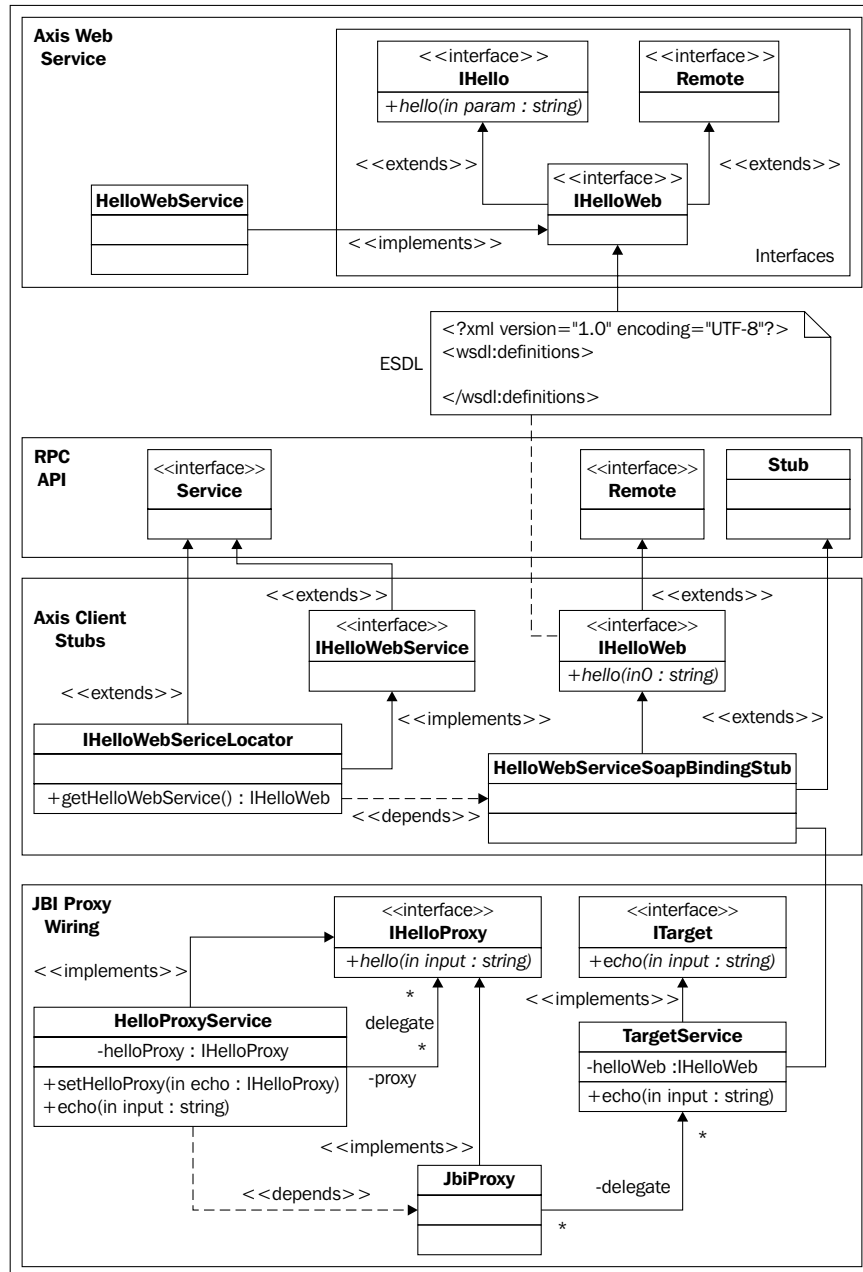 Axis Web
Service
<<interface>>
IHello
+hello(in param : string)
<<interface>>
Remote
<<extends>>
<<extends>>
<<interface>>
IHelloWeb
HelloWebService
<<implements>>
Interfaces
<?xml version="1.0" encoding="UTF-8"?>
<wsdl:definitions>
</wsdl:definitions>
ESDL
RPC
API
<<interface>>
Service
<<interface>>
Remote
Stub
Axis Client
Stubs
<<extends>>
<<extends>>
<<interface>>
IHelloWebService
<<interface>>
IHelloWeb
+hello(in0 : string)
<<extends>>
<<implements>>
<<extends>>
IHelloWebSericeLocator
+getHelloWebService() : IHelloWeb
HelloWebServiceSoapBindingStub
<<depends>>
JBI Proxy
Wiring
<<interface>>
IHelloProxy
+hello(in input : string)
<<interface>>
ITarget
+echo(in input : string)
<<implements>>
<<implements>>
*
delegate
*
-proxy
HelloProxyService
-helloProxy : IHelloProxy
+setHelloProxy(in echo : IHelloProxy)
+echo(in input : string)
TargetService
-helloWeb :IHelloWeb
+echo(in input : string)
*
<<implements>>
<<depends>>
JbiProxy
-delegate
*